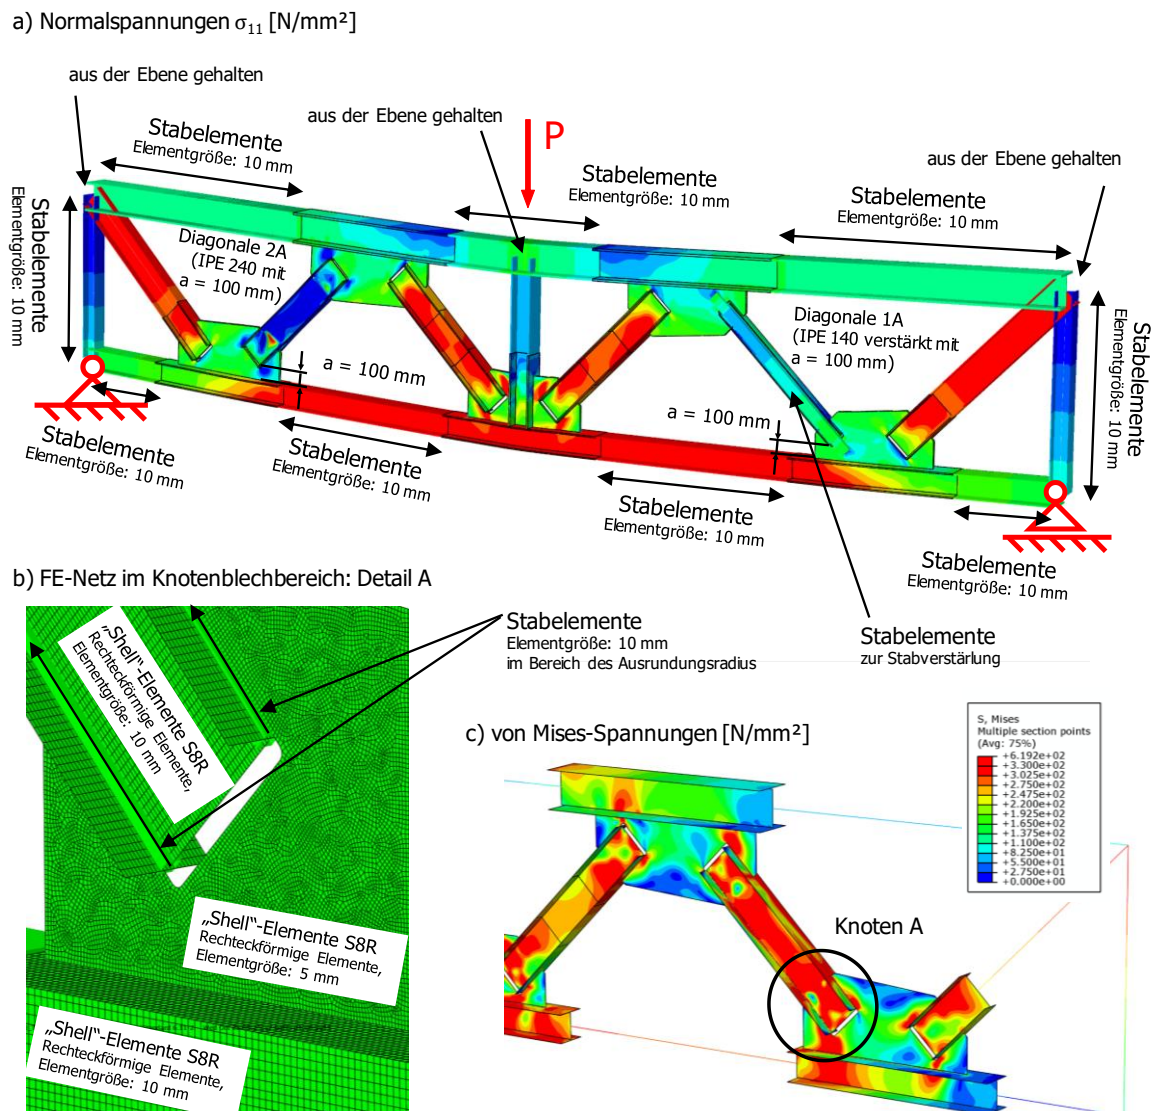 a) Normalspannungen σ11 [N/mm²]
aus der Ebene gehalten
aus der Ebene gehalten
P
aus der Ebene gehalten
Stabelemente
Elementgröße: 10 mm
Stabelemente
Elementgröße: 10 mm
Stabelemente
Elementgröße: 10 mm
Stabelemente
Elementgröße: 10 mm
Diagonale 2A
(IPE 240 mit
a = 100 mm)
Diagonale 1A
(IPE 140 verstärkt mit
a = 100 mm)
Stabelemente
Elementgröße: 10 mm
a = 100 mm
a = 100 mm
Stabelemente
Elementgröße: 10 mm
Stabelemente
Elementgröße: 10 mm
Stabelemente
Elementgröße: 10 mm
Stabelemente
Elementgröße: 10 mm
b) FE-Netz im Knotenblechbereich: Detail A
Stabelemente
Elementgröße: 10 mm
im Bereich des Ausrundungsradius
Stabelemente
zur Stabverstärlung
„Shell“-Elemente S8R
Rechteckförmige Elemente,
Elementgröße: 10 mm
„Shell“-Elemente S8R
Rechteckförmige Elemente,
Elementgröße: 5 mm
„Shell“-Elemente S8R
Rechteckförmige Elemente,
Elementgröße: 10 mm
c) von Mises-Spannungen [N/mm²]
S, Mises
Multiple section points
(Avg: 75%)
+6.192e+02
+3.300e+02
+3.025e+02
+2.750e+02
+2.475e+02
+2.200e+02
+1.925e+02
+1.650e+02
+1.375e+02
+1.100e+02
+8.250e+01
+5.500e+01
+2.750e+01
+0.000e+00
Knoten A